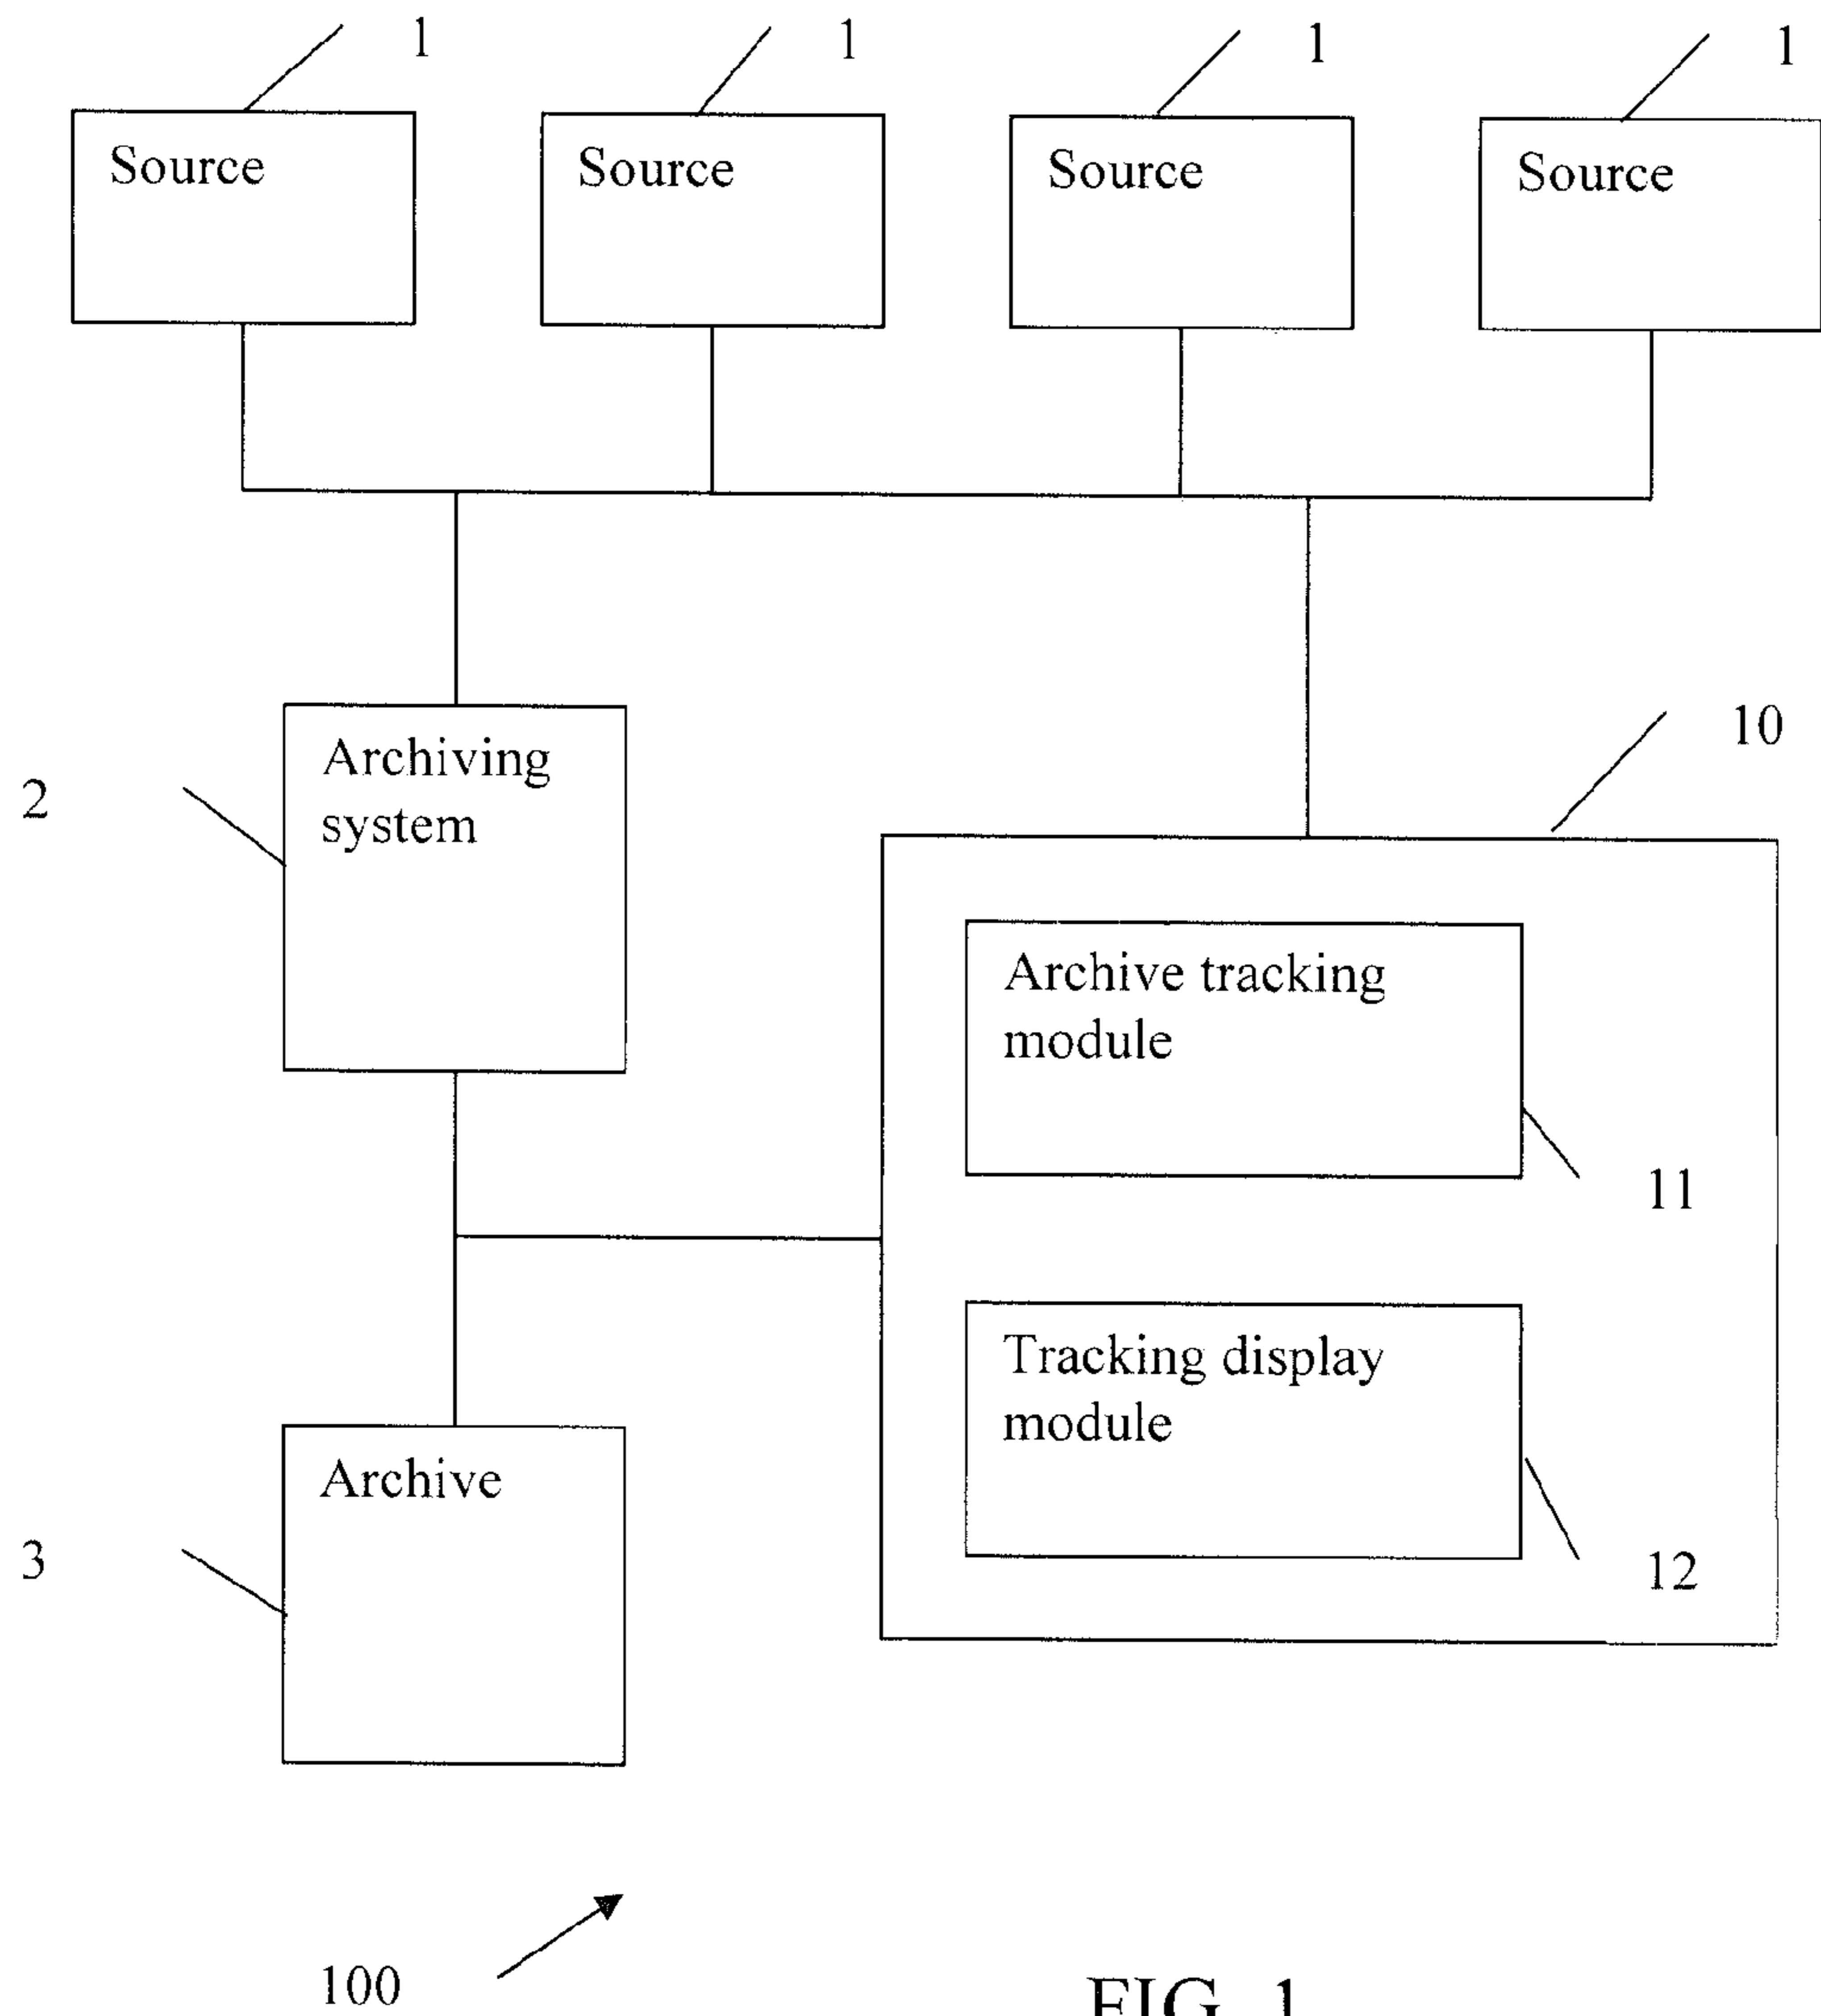 1
1
1
1
Source
Source
Source
Source
10
Archiving
system
2
Archive tracking
module
11
Tracking display
module
Archive
3
12
100
FIG. 1